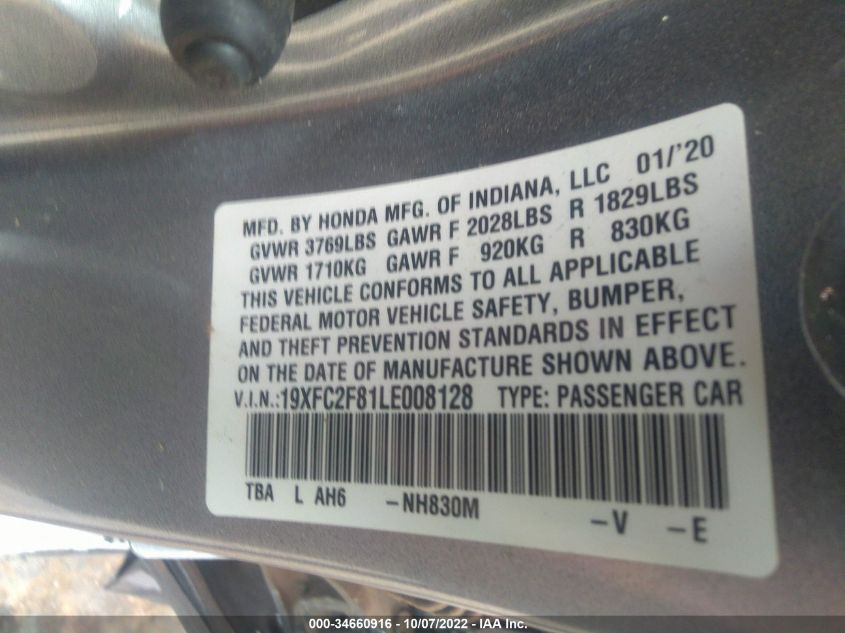 MFD. BY HONDA MFG. OF INDIANA, LLC 01/'20
GVWR 3769LBS GAWR F 2028LBS R 1829LBS
GVWR 1710KG GAWR F 920KG R 830KG
THIS VEHICLE CONFORMS TO ALL APPLICABLE
FEDERAL MOTOR VEHICLE SAFETY, BUMPER,
AND THEFT PREVENTION STANDARDS IN EFFECT
ON THE DATE OF MANUFACTURE SHOWN ABOVE.
V.I.N.:19XFC2F81LE008128 TYPE: PASSENGER CAR
TBA L AH6 -NH830M -V -E
000-34660916 - 10/07/2022 - IAA Inc.